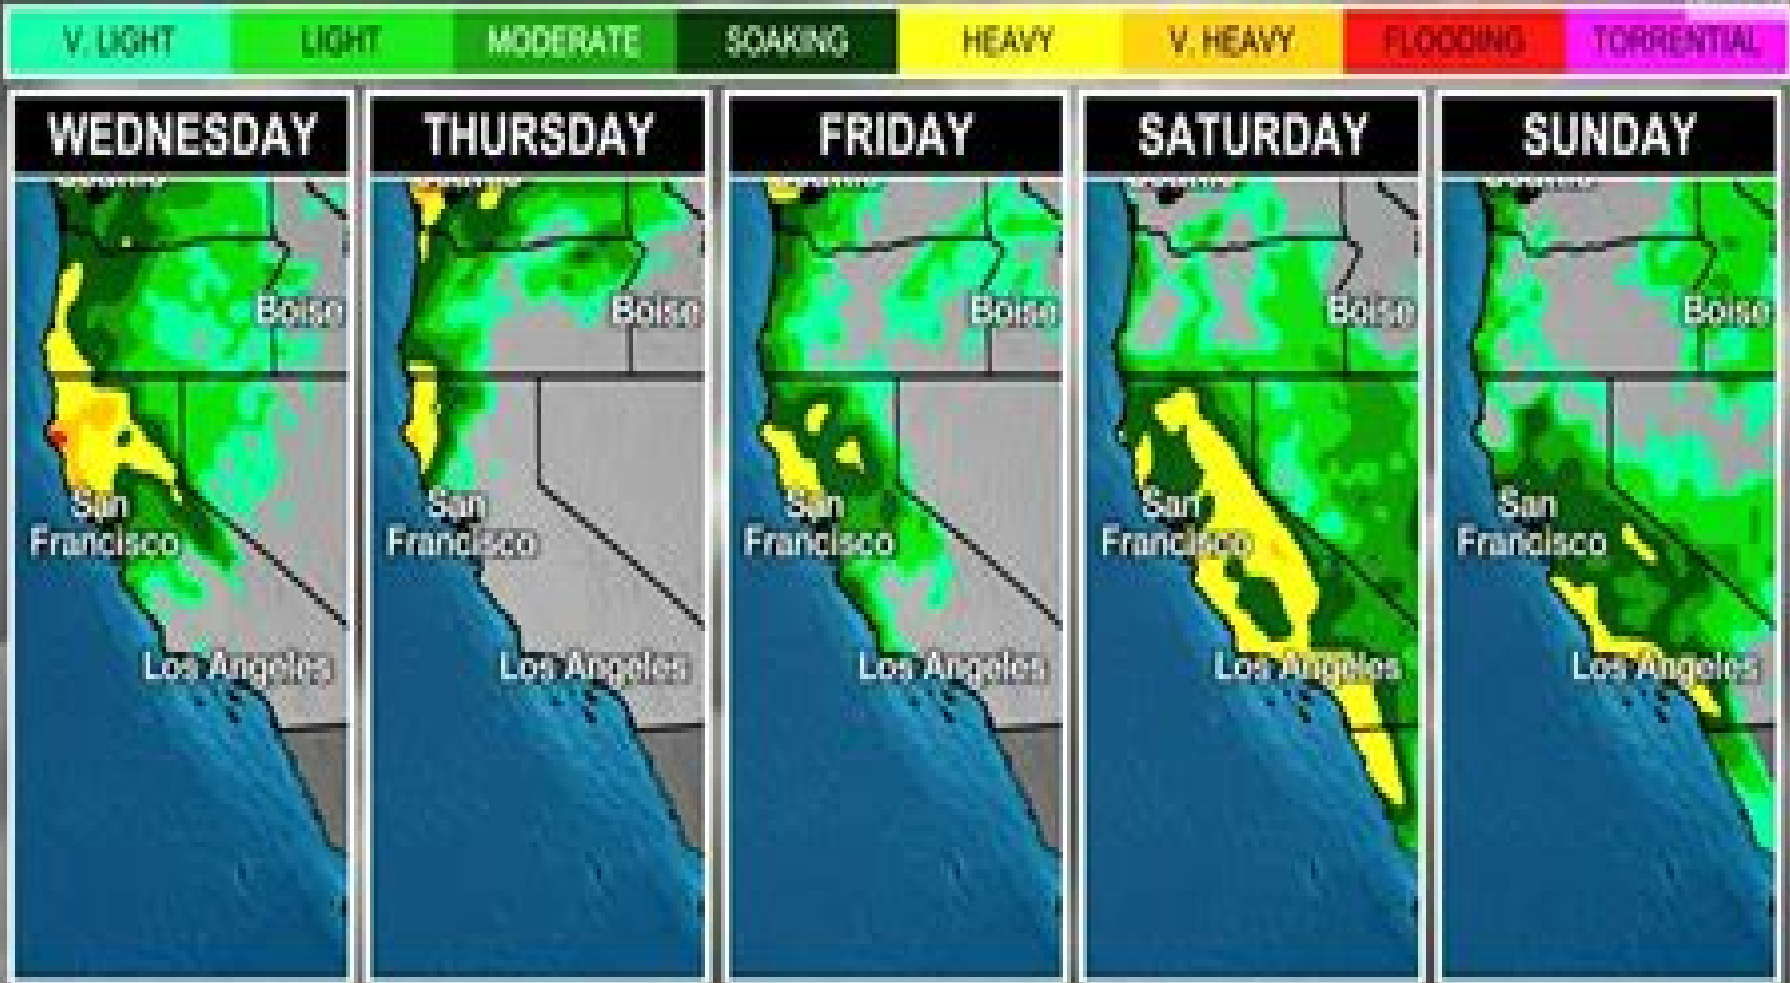 V. LIGHT LIGHT MODERATE SOAKING HEAVY V. HEAVY FLOODING TORRENTIAL
WEDNESDAY THURSDAY FRIDAY SATURDAY SUNDAY
Boise Boise Boise Boise Boise
San San San San San
Francisco Francisco Francisco Francisco Francisco
Los Angeles Los Angeles Los Angeles Los Angeles Los Angeles